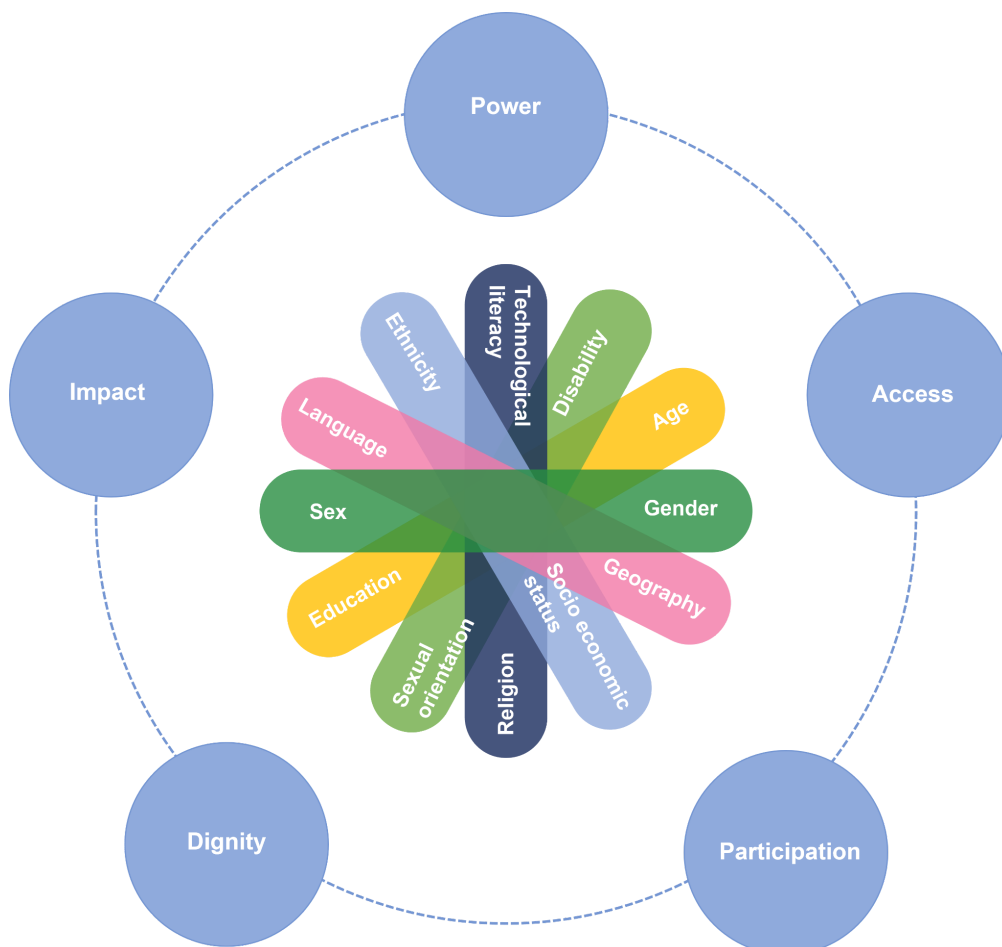 Power
Impact
Access
Technological
literacy
Ethnicity
Disability
Language
Age
Sex
Gender
Education
Geography
Socio economic
status
Sexual
orientation
Religion
Dignity
Participation